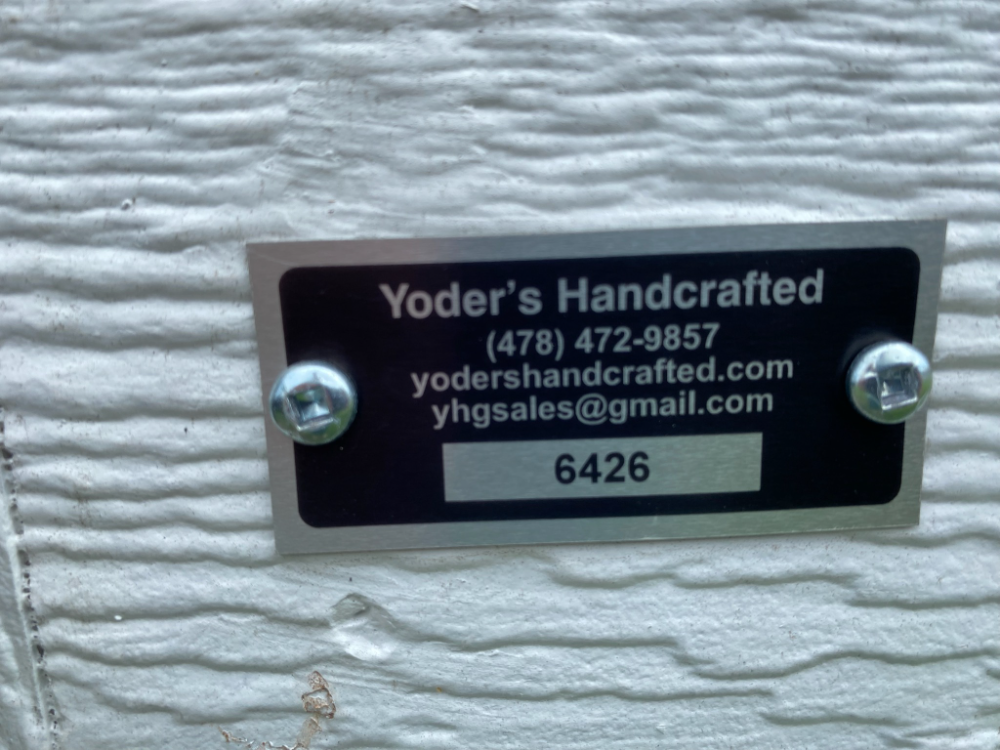 Yoder's Handcrafted
(478) 472-9857
yodershandcrafted.com
yhgsales@gmail.com
6426